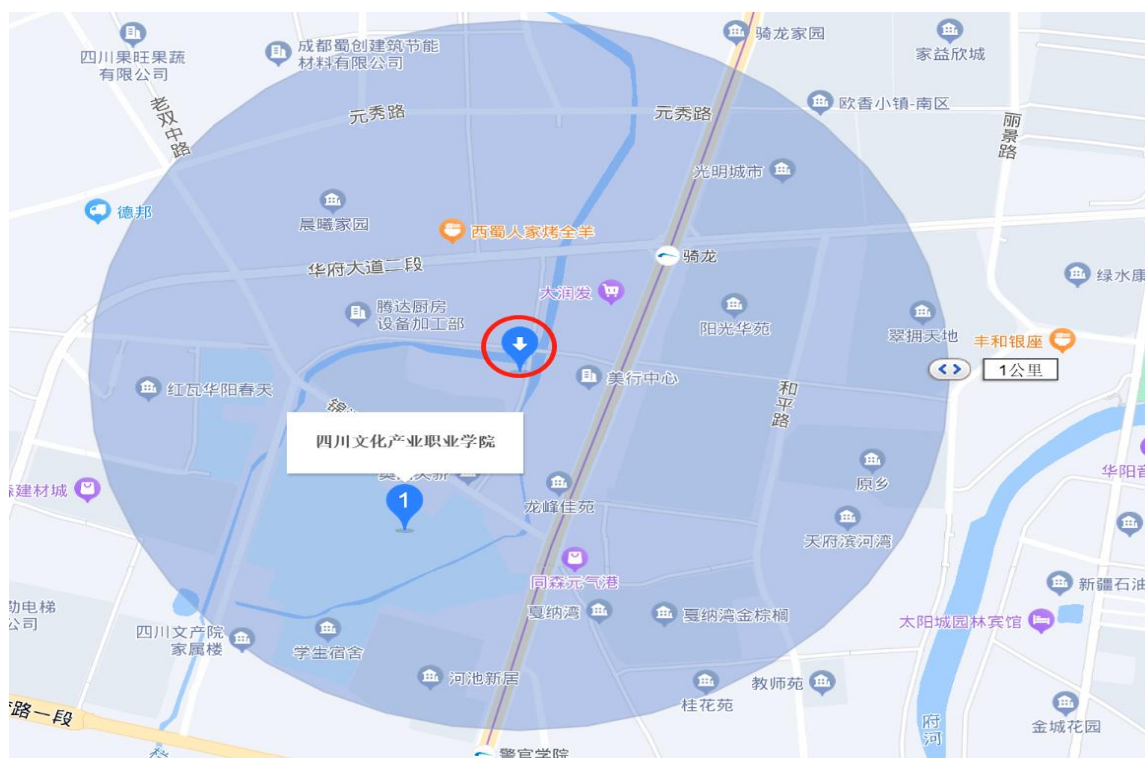 四川果旺果蔬
有限公司
成都蜀创建筑节能
材料有限公司
骑龙家园
家益欣城
老双中路
元秀路
元秀路
欧香小镇-南区
丽景路
光明城市
德邦
晨曦家园
西蜀人家烤全羊
华府大道二段
骑龙
绿水康
大润发
腾达厨房
设备加工部
阳光华苑
翠拥天地
丰和银座
1公里
美行中心
红瓦华阳春天
和平路
锦
四川文化产业职业学院
建材城
1
龙峰佳苑
原乡
华阳
天府滨河湾
同森元气港
新疆石油
勒电梯
公司
戛纳湾
戛纳湾金棕榈
太阳城园林宾馆
四川文产院
家属楼
学生宿舍
河池新居
教师苑
桂花苑
路一段
府河
金城花园
警官学院